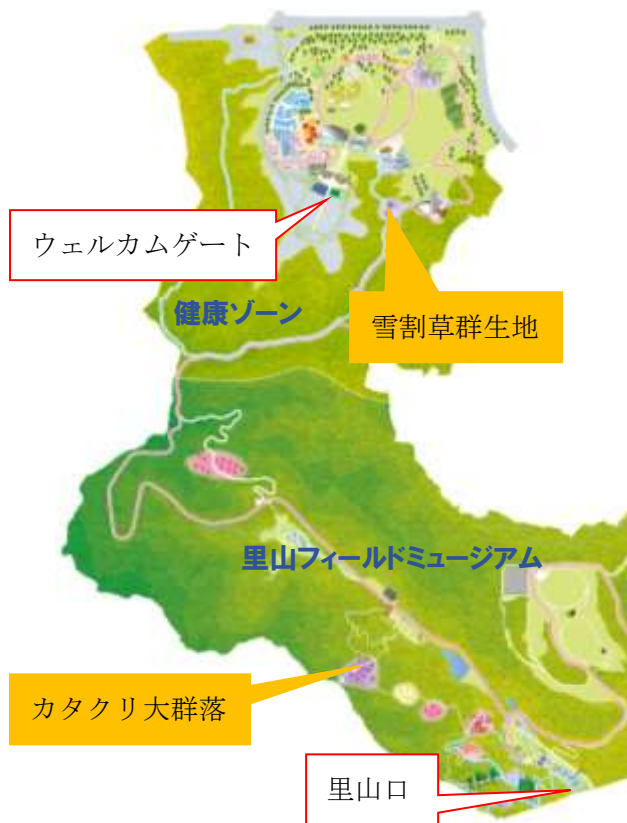 ウェルカムゲート
健康ゾーン
雪割草群生地
里山フィールドミュージアム
カタクリ大群落
里山口